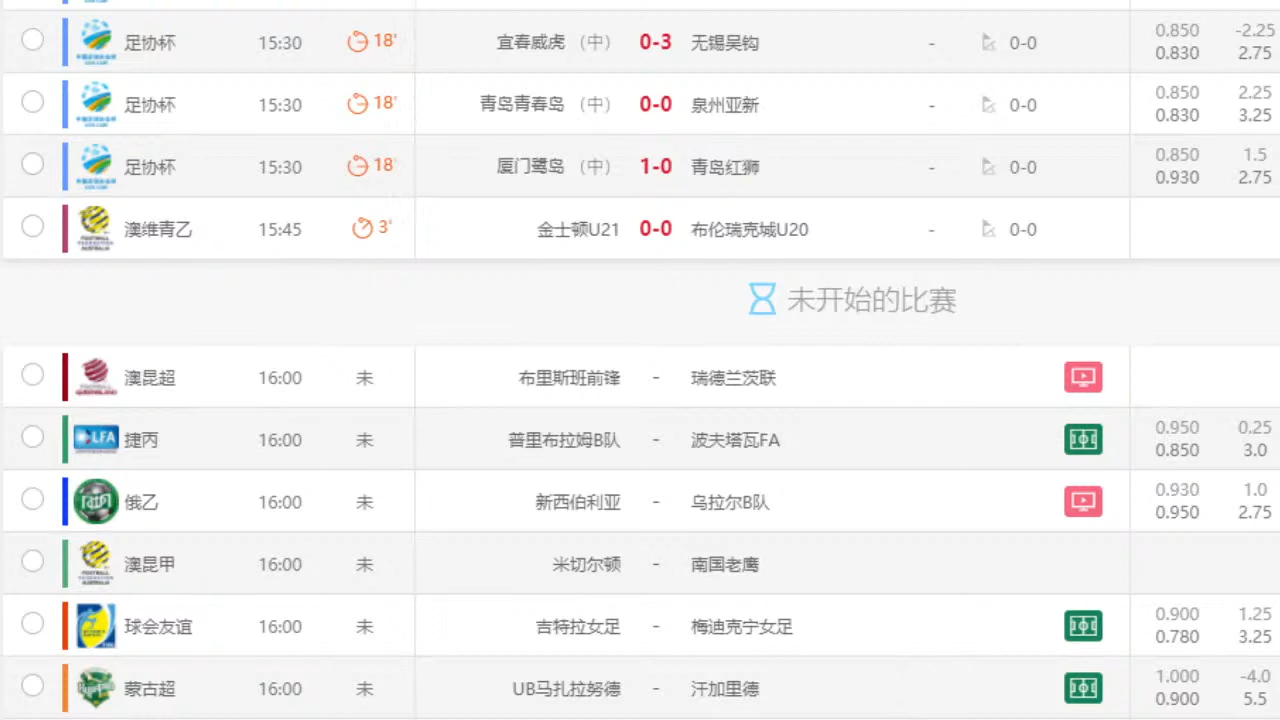 足协杯 15:30 18' 宜春威虎 (中) 0-3 无锡吴钩 - 0-0 0.850 -2.25
0.830 2.75
足协杯 15:30 18' 青岛青春岛 (中) 0-0 泉州亚新 - 0-0 0.850 2.25
0.830 3.25
足协杯 15:30 18' 厦门鹭岛 (中) 1-0 青岛红狮 - 0-0 0.850 1.5
0.930 2.75
澳维青乙 15:45 3' 金士顿U21 0-0 布伦瑞克城U20 - 0-0
未开始的比赛
澳昆超 16:00 未 布里斯班前锋 - 瑞德兰茨联
捷丙 16:00 未 普里布拉姆B队 - 波夫塔瓦FA 0.950 0.25
0.850 3.0
俄乙 16:00 未 新西伯利亚 - 乌拉尔B队 0.930 1.0
0.950 2.75
澳昆甲 16:00 未 米切尔顿 - 南国老鹰
球会友谊 16:00 未 吉特拉女足 - 梅迪克宁女足 0.900 1.25
0.780 3.25
蒙古超 16:00 未 UB马扎拉努德 - 汗加里德 1.000 -4.0
0.900 5.5